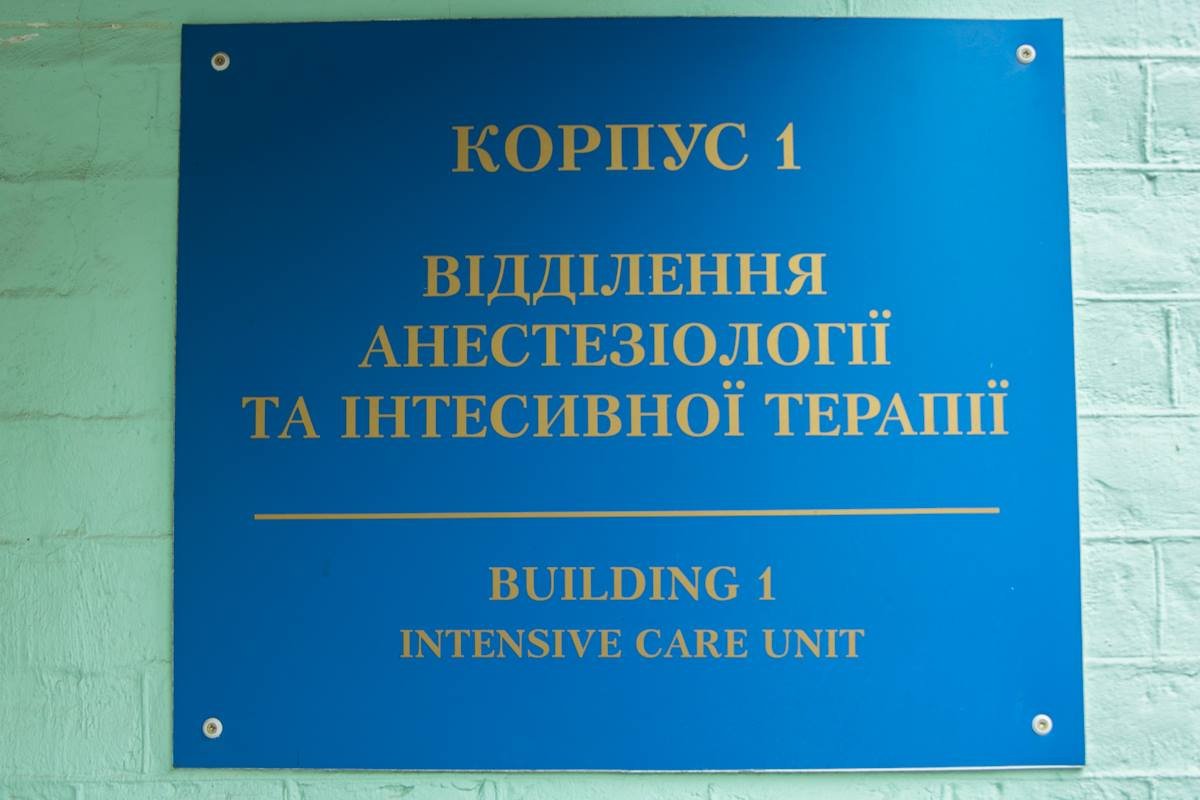 КОРПУС 1
ВІДДІЛЕННЯ
АНЕСТЕЗІОЛОГІЇ
ТА ІНТЕСИВНОЇ ТЕРАПІЇ
BUILDING 1
INTENSIVE CARE UNIT